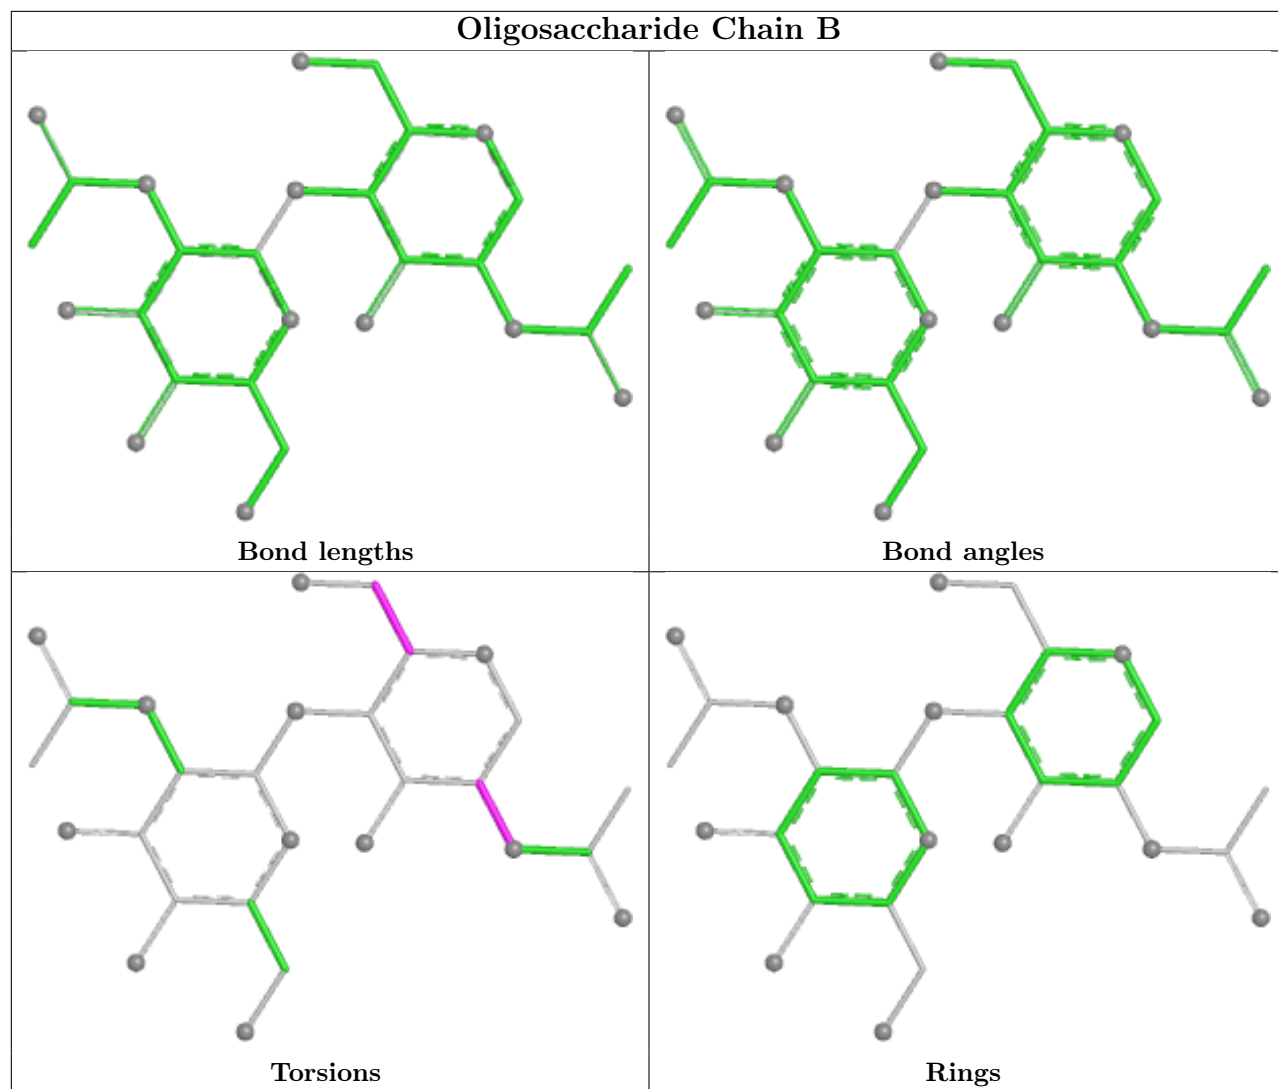 Oligosaccharide Chain B
Bond lengths
Bond angles
Torsions
Rings